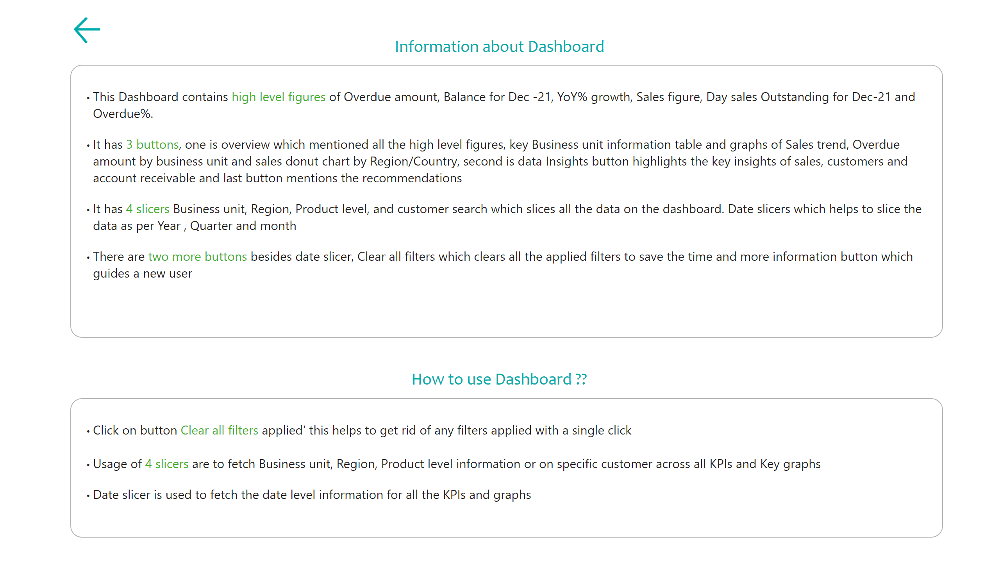 Information about Dashboard
• This Dashboard contains high level figures of Overdue amount, Balance for Dec -21, YoY% growth, Sales figure, Day sales Outstanding for Dec-21 and
Overdue%.
• It has 3 buttons, one is overview which mentioned all the high level figures, key Business unit information table and graphs of Sales trend, Overdue
amount by business unit and sales donut chart by Region/Country, second is data Insights button highlights the key insights of sales, customers and
account receivable and last button mentions the recommendations
• It has 4 slicers Business unit, Region, Product level, and customer search which slices all the data on the dashboard. Date slicers which helps to slice the
data as per Year , Quarter and month
• There are two more buttons besides date slicer, Clear all filters which clears all the applied filters to save the time and more information button which
guides a new user
How to use Dashboard ??
• Click on button Clear all filters applied' this helps to get rid of any filters applied with a single click
• Usage of 4 slicers are to fetch Business unit, Region, Product level information or on specific customer across all KPIs and Key graphs
• Date slicer is used to fetch the date level information for all the KPIs and graphs